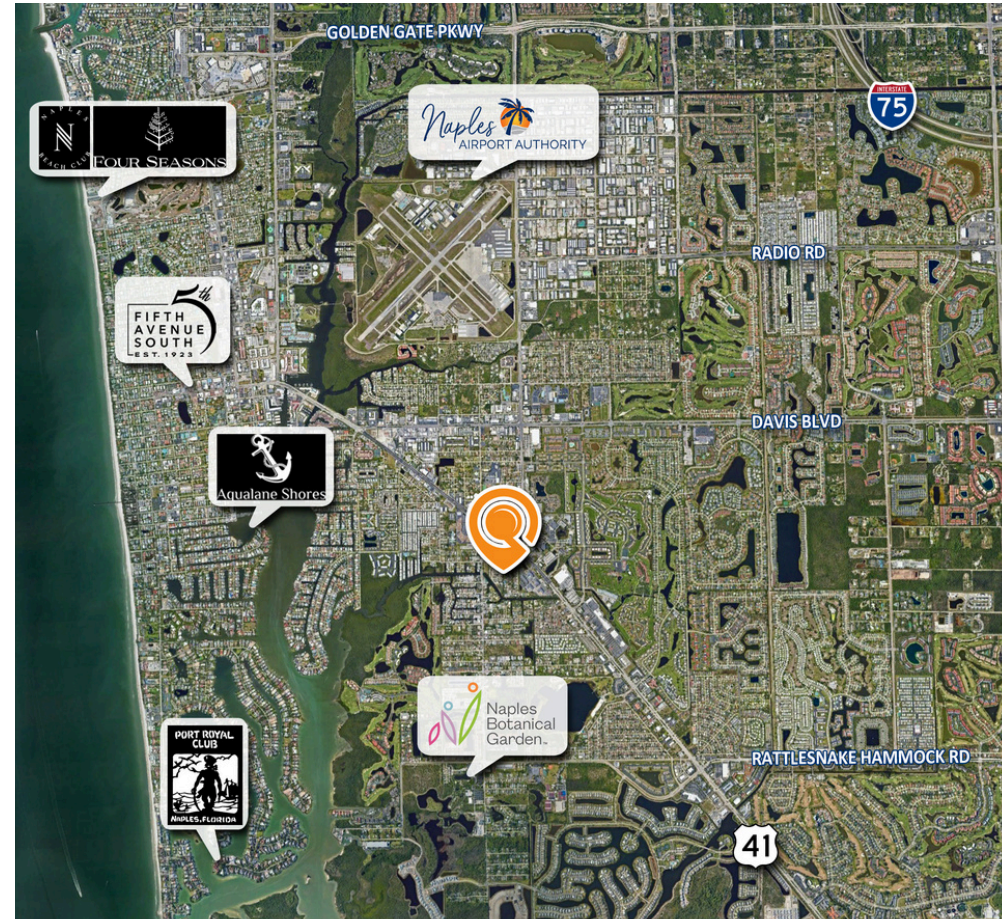 GOLDEN GATE PKWY
INTERSTATE
75
NAPLES
N
BEACH CLUB
FOUR SEASONS
Naples
AIRPORT AUTHORITY
RADIO RD
5th
FIFTH
AVENUE
SOUTH
EST. 1923
DAVIS BLVD
Aqualane Shores
Naples
Botanical
Garden™
PORT ROYAL
CLUB
NAPLES, FLORIDA
RATTLESNAKE HAMMOCK RD
41